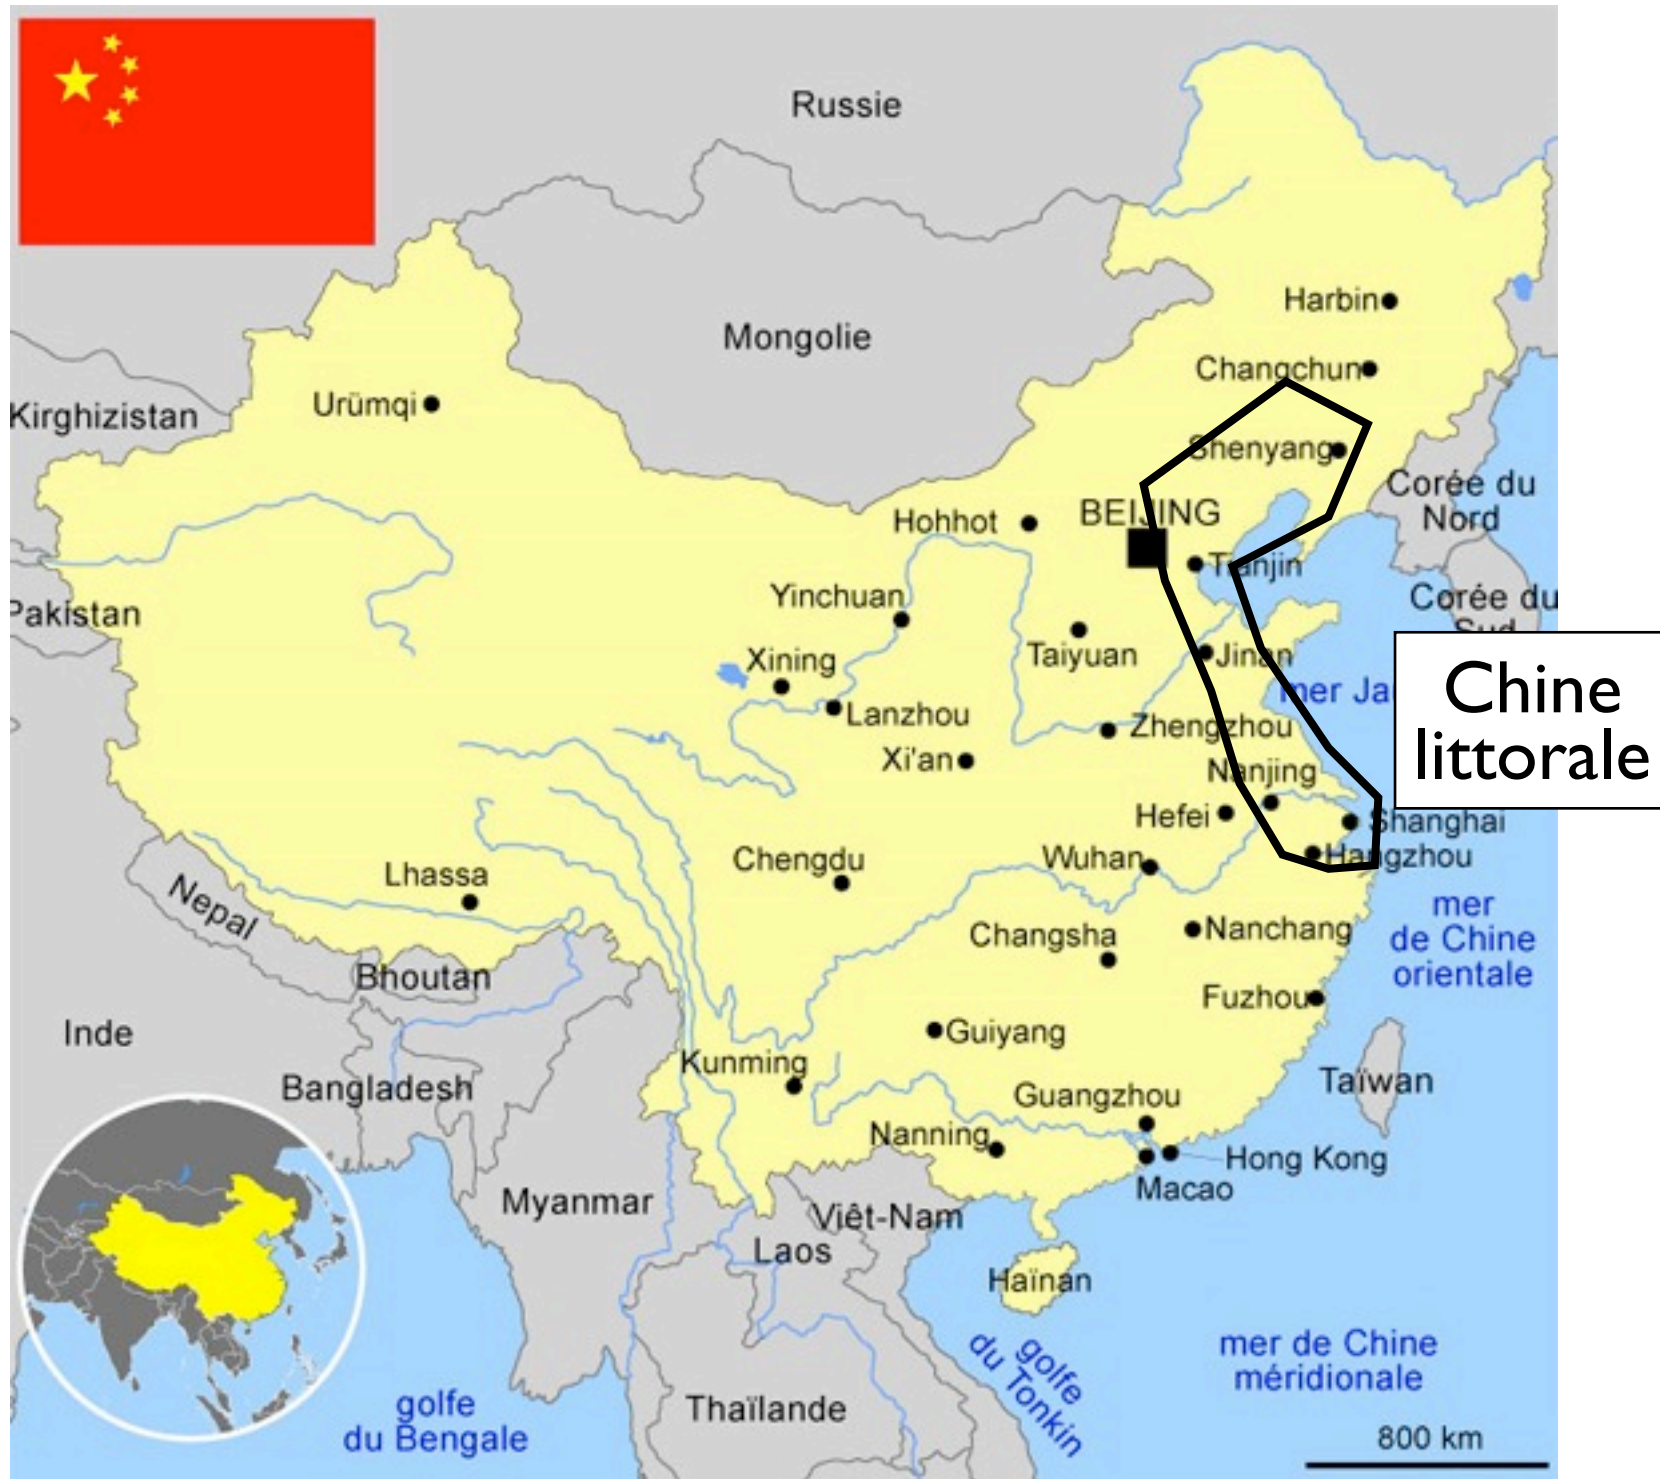 Russie
Mongolie
Harbin
Changchun
Urümqi
Kirghizistan
Shenyang
Corée du
Nord
BEIJING
Hohhot
Tianjin
Pakistan
Yinchuan
Corée du
Sud
Taiyuan
Jinan
Xining
Chine
littorale
mer Ja
Lanzhou
Zhengzhou
Xi'an
Nanjing
Hefei
Shanghai
Chengdu
Wuhan
Hangzhou
Lhassa
Nepal
mer
de Chine
orientale
Changsha
Nanchang
Bhoutan
Fuzhou
Inde
Guiyang
Kunming
Taïwan
Bangladesh
Guangzhou
Nanning
Hong Kong
Macao
Myanmar
Viêt-Nam
Laos
Haïnan
golfe
du Tonkin
mer de Chine
méridionale
golfe
du Bengale
Thaïlande
800 km